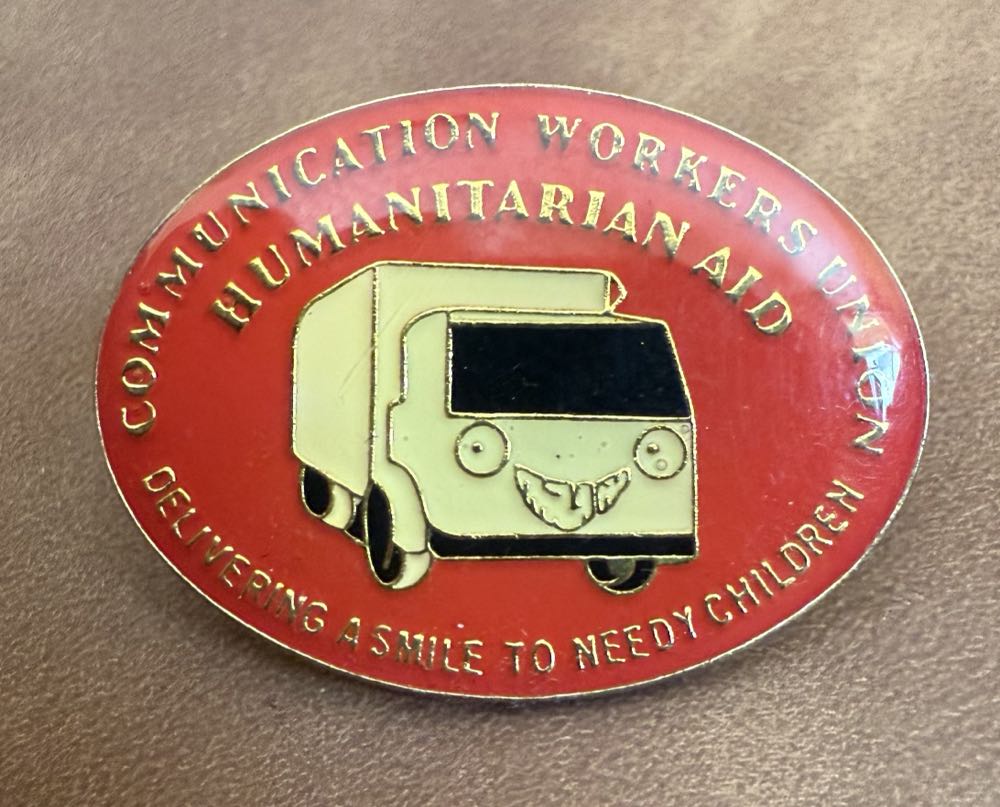 COMMUNICATION WORKERS UNION
HUMANITARIAN AID
DELIVERING A SMILE TO NEEDY CHILDREN